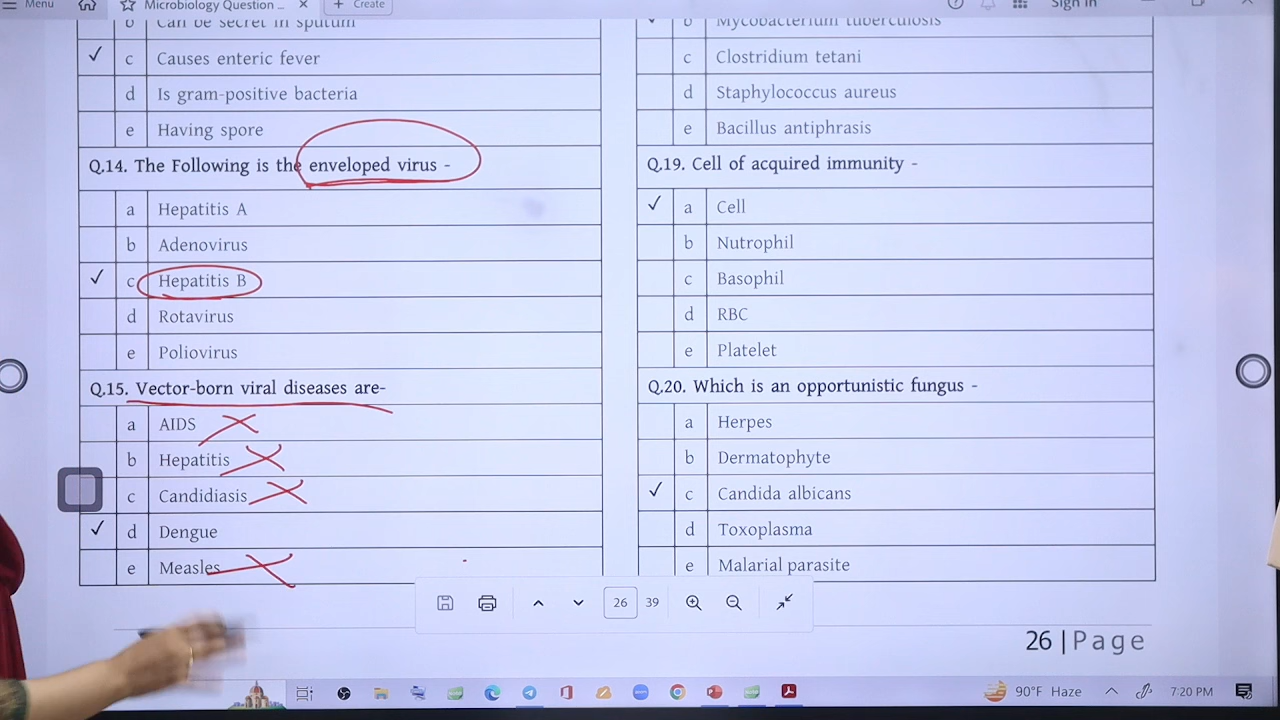 Menu
Microbiology Question ...
Create
Sign in
b Can be secret in sputum
✓ c Causes enteric fever
d Is gram-positive bacteria
e Having spore
Q.14. The Following is the enveloped virus -
a Hepatitis A
b Adenovirus
✓ c Hepatitis B
d Rotavirus
e Poliovirus
Q.15. Vector-born viral diseases are-
a AIDS
b Hepatitis
c Candidiasis
✓ d Dengue
e Measles
✓ b Mycobacterium tuberculosis
c Clostridium tetani
d Staphylococcus aureus
e Bacillus antiphrasis
Q.19. Cell of acquired immunity -
✓ a Cell
b Nutrophil
c Basophil
d RBC
e Platelet
Q.20. Which is an opportunistic fungus -
a Herpes
b Dermatophyte
✓ c Candida albicans
d Toxoplasma
e Malarial parasite
26 39
26 | Page
90°F Haze
7:20 PM